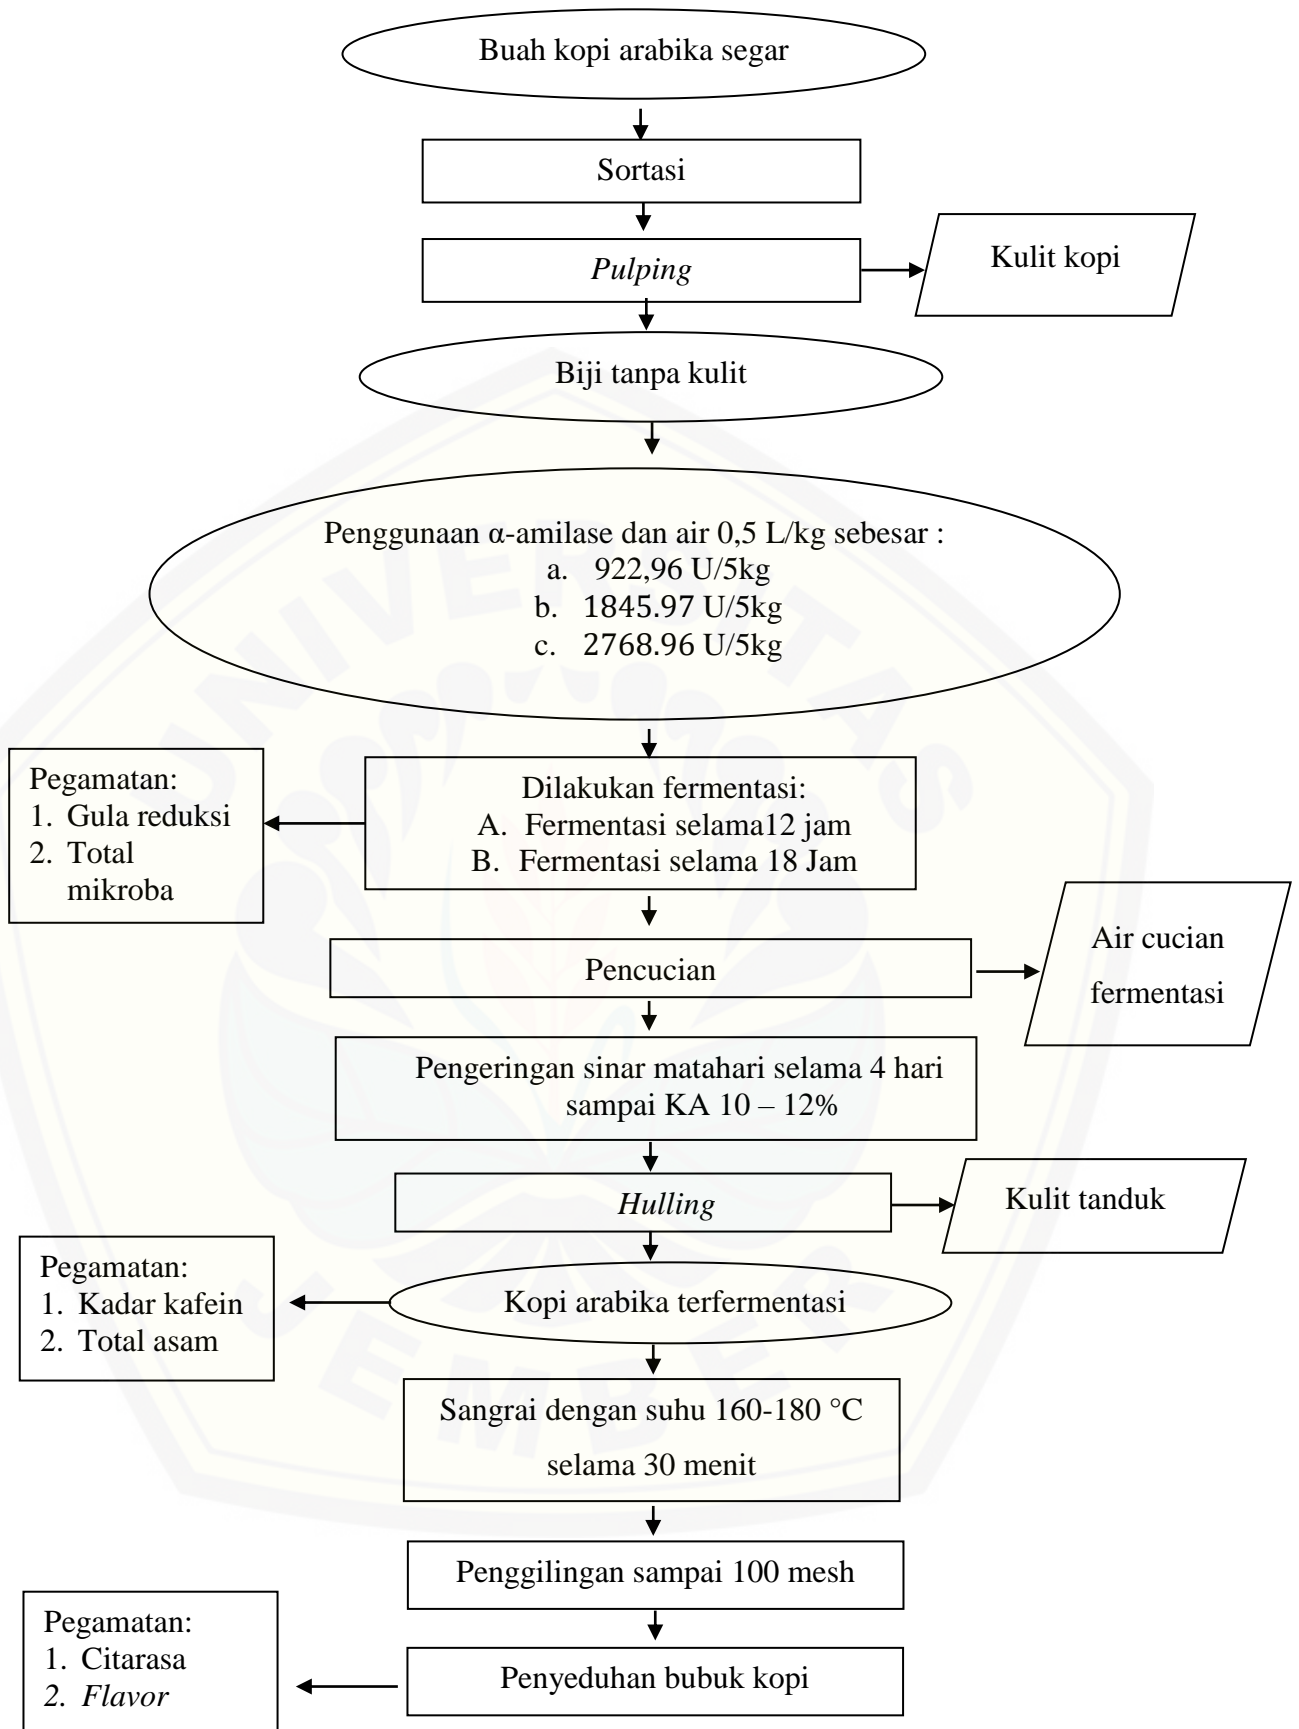 Buah kopi arabika segar
Sortasi
Pulping
Kulit kopi
Biji tanpa kulit
Penggunaan α-amilase dan air 0,5 L/kg sebesar :
a. 922,96 U/5kg
b. 1845.97 U/5kg
c. 2768.96 U/5kg
Pegamatan:
1. Gula reduksi
2. Total
mikroba
Dilakukan fermentasi:
A. Fermentasi selama12 jam
B. Fermentasi selama 18 Jam
Pencucian
Air cucian
fermentasi
Pengeringan sinar matahari selama 4 hari
sampai KA 10 – 12%
Hulling
Kulit tanduk
Pegamatan:
1. Kadar kafein
2. Total asam
Kopi arabika terfermentasi
Sangrai dengan suhu 160-180 °C
selama 30 menit
Penggilingan sampai 100 mesh
Pegamatan:
1. Citarasa
2. Flavor
Penyeduhan bubuk kopi
UNIVERSITAS
JEMBER